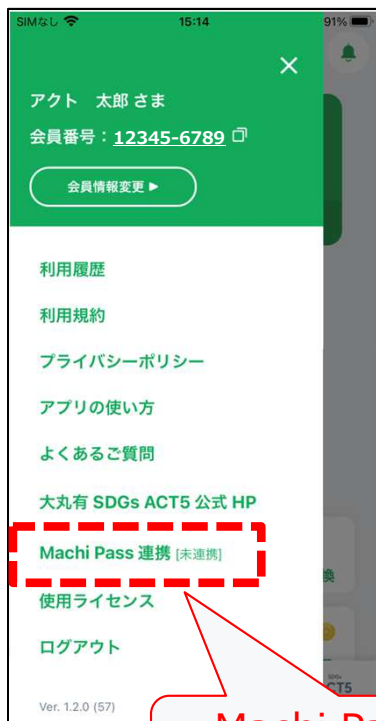 SIMなし 15:14 91%
アクト 太郎 さま
会員番号：12345-6789
会員情報変更 ▶
利用履歴
利用規約
プライバシーポリシー
アプリの使い方
よくあるご質問
大丸有 SDGs ACT5 公式 HP
Machi Pass 連携 [未連携]
換
使用ライセンス
ログアウト
SDGs
CT5
Ver. 1.2.0 (57)
Machi P